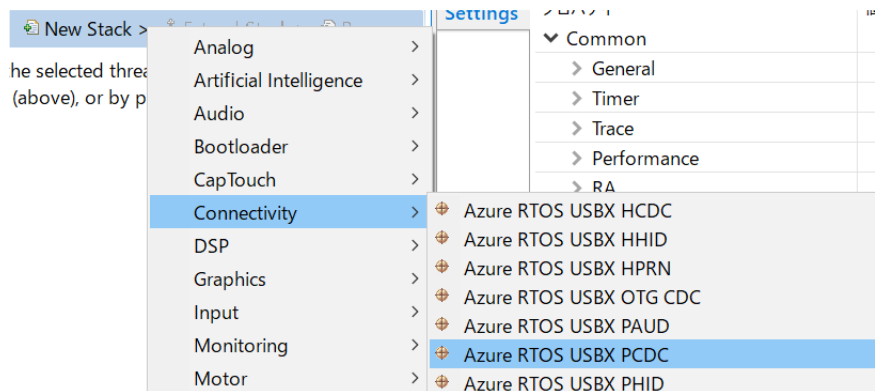 New Stack >
Settings
Common
General
Timer
Trace
Performance
RA
he selected threa
(above), or by p
Analog
Artificial Intelligence
Audio
Bootloader
CapTouch
Connectivity
DSP
Graphics
Input
Monitoring
Motor
Azure RTOS USBX HCDC
Azure RTOS USBX HHID
Azure RTOS USBX HPRN
Azure RTOS USBX OTG CDC
Azure RTOS USBX PAUD
Azure RTOS USBX PCDC
Azure RTOS USBX PHID